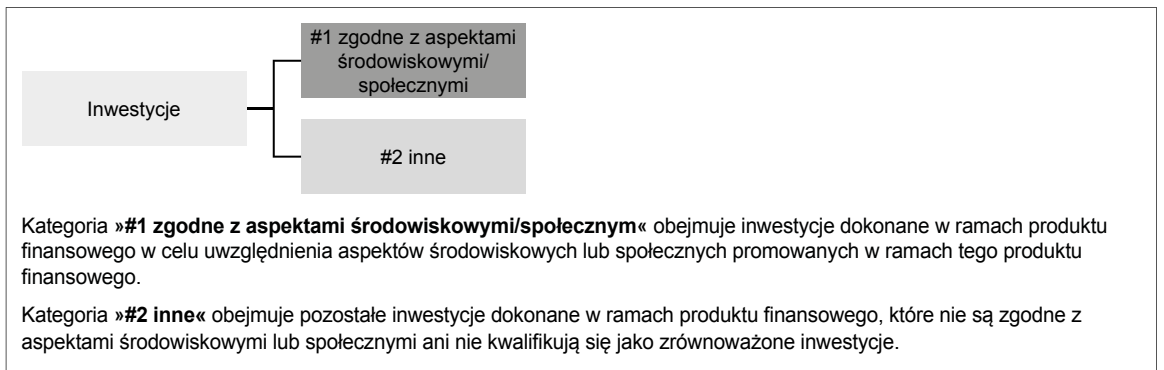 #1 zgodne z aspektami
środowiskowymi/
społecznymi
Inwestycje
#2 inne
Kategoria »#1 zgodne z aspektami środowiskowymi/społecznym« obejmuje inwestycje dokonane w ramach produktu
finansowego w celu uwzględnienia aspektów środowiskowych lub społecznych promowanych w ramach tego produktu
finansowego.
Kategoria »#2 inne« obejmuje pozostałe inwestycje dokonane w ramach produktu finansowego, które nie są zgodne z
aspektami środowiskowymi lub społecznymi ani nie kwalifikują się jako zrównoważone inwestycje.